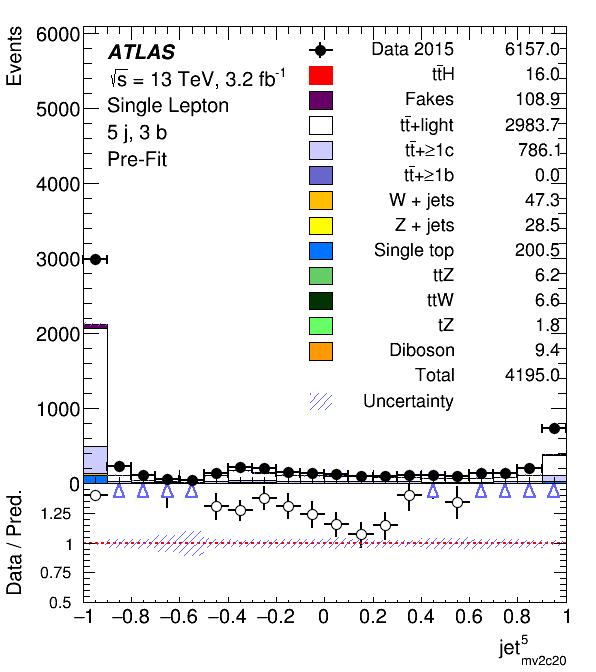 Events
6000
5000
4000
3000
2000
1000
0
ATLAS
√s = 13 TeV, 3.2 fb⁻¹
Single Lepton
5 j, 3 b
Pre-Fit
Data 2015 6157.0
tt̄H 16.0
Fakes 108.9
tt̄+light 2983.7
tt̄+≥1c 786.1
tt̄+≥1b 0.0
W + jets 47.3
Z + jets 28.5
Single top 200.5
ttZ 6.2
ttW 6.6
tZ 1.8
Diboson 9.4
Total 4195.0
Uncertainty
Data / Pred.
1.25
1
0.75
0.5
−1 −0.8 −0.6 −0.4 −0.2 0 0.2 0.4 0.6 0.8 1
jet⁵mv2c20